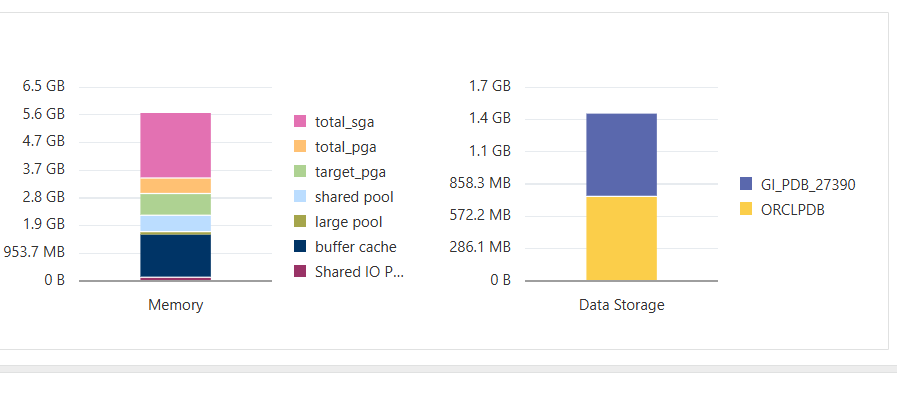 6.5 GB
5.6 GB
4.7 GB
3.7 GB
2.8 GB
1.9 GB
953.7 MB
0 B
Memory
total_sga
total_pga
target_pga
shared pool
large pool
buffer cache
Shared IO P...
1.7 GB
1.4 GB
1.1 GB
858.3 MB
572.2 MB
286.1 MB
0 B
Data Storage
GI_PDB_27390
ORCLPDB